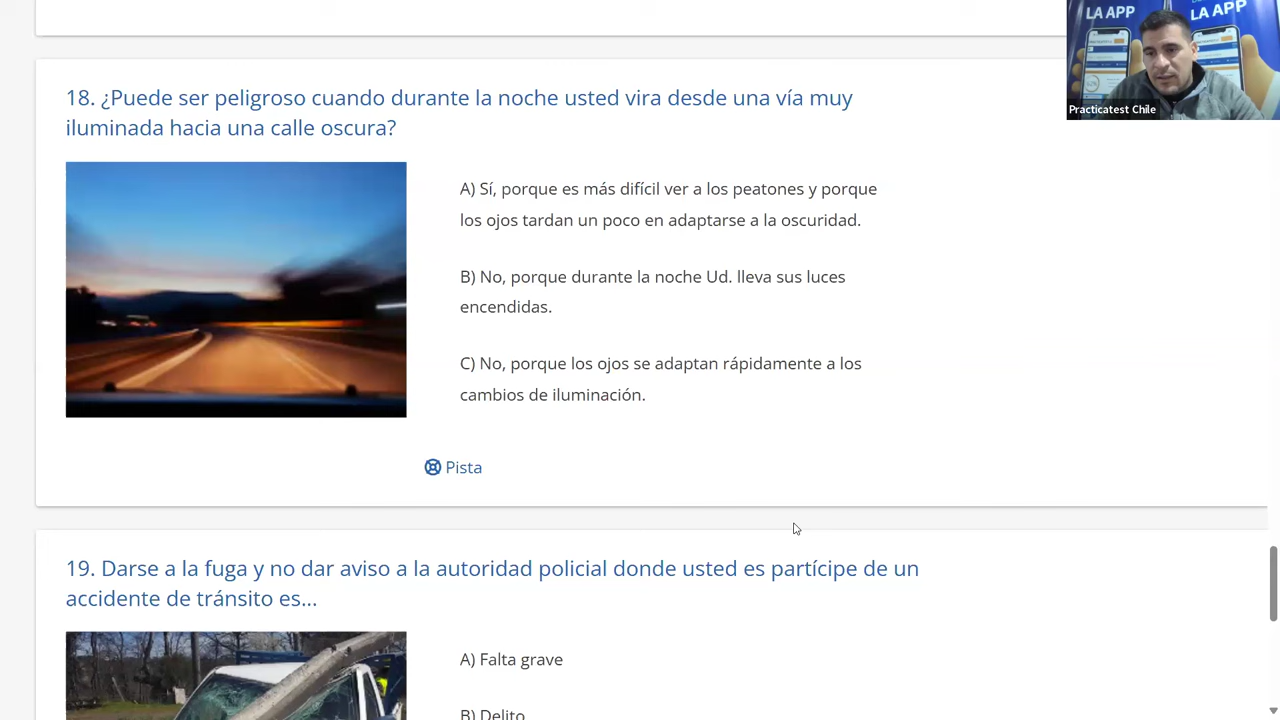 LA APP
LA APP
Practicatest Chile
18. ¿Puede ser peligroso cuando durante la noche usted vira desde una vía muy
iluminada hacia una calle oscura?
A) Sí, porque es más difícil ver a los peatones y porque
los ojos tardan un poco en adaptarse a la oscuridad.
B) No, porque durante la noche Ud. lleva sus luces
encendidas.
C) No, porque los ojos se adaptan rápidamente a los
cambios de iluminación.
Pista
19. Darse a la fuga y no dar aviso a la autoridad policial donde usted es partícipe de un
accidente de tránsito es...
A) Falta grave
B) Delito